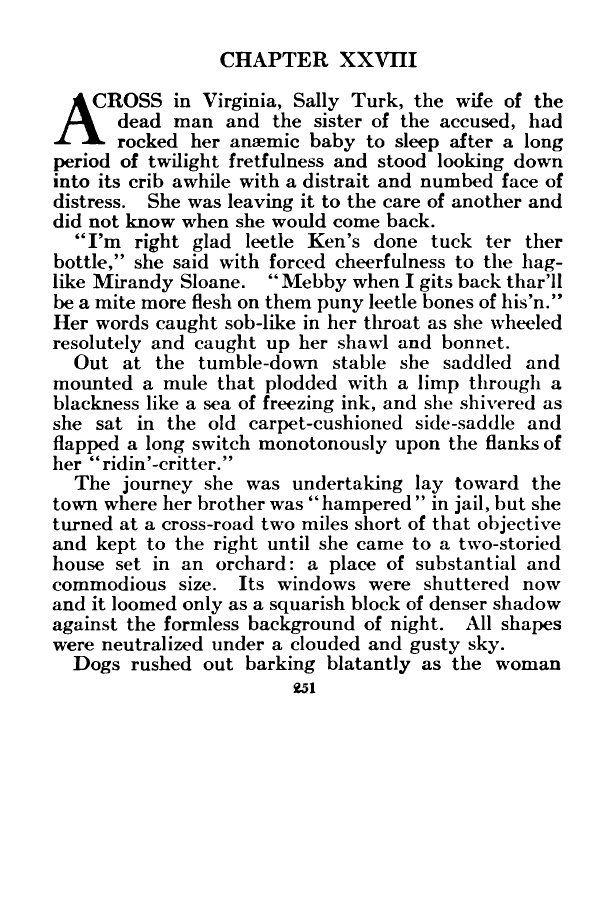 CHAPTER XXVIII
ACROSS in Virginia, Sally Turk, the wife of the
dead man and the sister of the accused, had
rocked her anæmic baby to sleep after a long
period of twilight fretfulness and stood looking down
into its crib awhile with a distrait and numbed face of
distress. She was leaving it to the care of another and
did not know when she would come back.
“I’m right glad leetle Ken’s done tuck ter ther
bottle,” she said with forced cheerfulness to the hag-
like Mirandy Sloane. “Mebby when I gits back thar’ll
be a mite more flesh on them puny leetle bones of his’n.”
Her words caught sob-like in her throat as she wheeled
resolutely and caught up her shawl and bonnet.
Out at the tumble-down stable she saddled and
mounted a mule that plodded with a limp through a
blackness like a sea of freezing ink, and she shivered as
she sat in the old carpet-cushioned side-saddle and
flapped a long switch monotonously upon the flanks of
her “ridin’-critter.”
The journey she was undertaking lay toward the
town where her brother was “hampered” in jail, but she
turned at a cross-road two miles short of that objective
and kept to the right until she came to a two-storied
house set in an orchard: a place of substantial and
commodious size. Its windows were shuttered now
and it loomed only as a squarish block of denser shadow
against the formless background of night. All shapes
were neutralized under a clouded and gusty sky.
Dogs rushed out barking blatantly as the woman
251